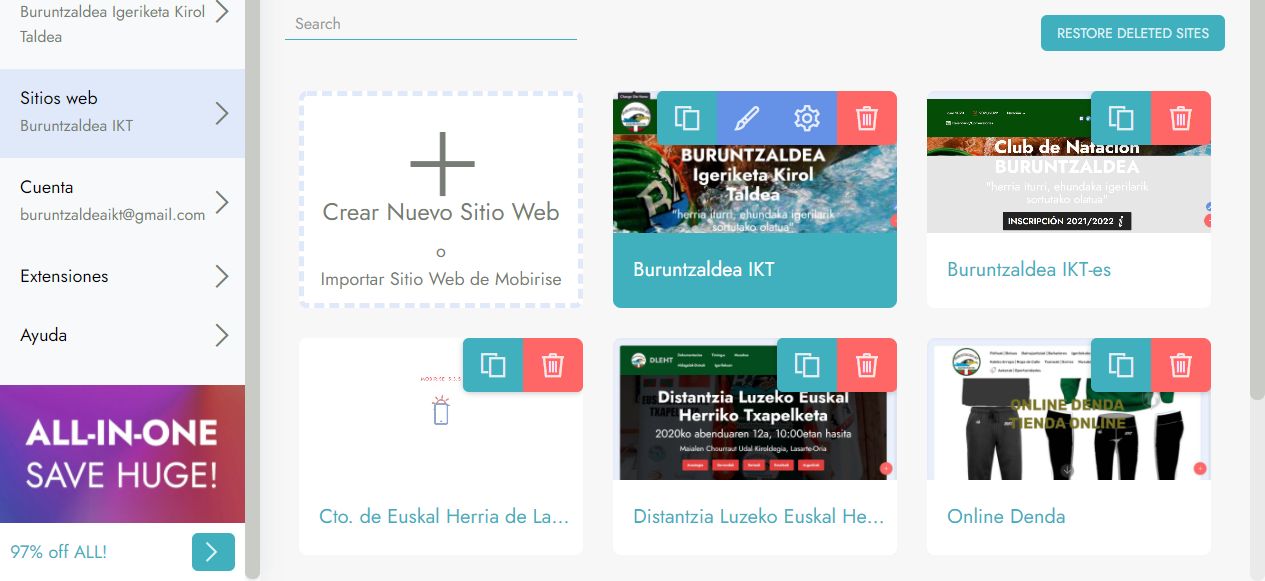 Buruntzaldea Igeriketa Kirol
Taldea
Sitios web
Buruntzaldea IKT
Cuenta
buruntzaldeaikt@gmail.com
Extensiones
Ayuda
ALL-IN-ONE
SAVE HUGE!
97% off ALL!
Search
RESTORE DELETED SITES
Crear Nuevo Sitio Web
o
Importar Sitio Web de Mobirise
BURUNTZALDEA
Igeriketa Kirol
Taldea
"herria iturri, ehundaka igerilarik
sortutako olatua"
Buruntzaldea IKT
Club de Natación
BURUNTZALDEA
"herria iturri, ehundaka igerilarik
sortutako olatua"
INSCRIPCIÓN 2021/2022
Buruntzaldea IKT-es
Cto. de Euskal Herria de La...
DLEHT
Distantzia Luzeko Euskal
Herriko Txapelketa
2020ko abenduaren 12a, 10:00etan hasita
Maialen Chourraut Udal Kiroldegia, Lasarte-Oria
Distantzia Luzeko Euskal He...
ONLINE DENDA
TIENDA ONLINE
Online Denda